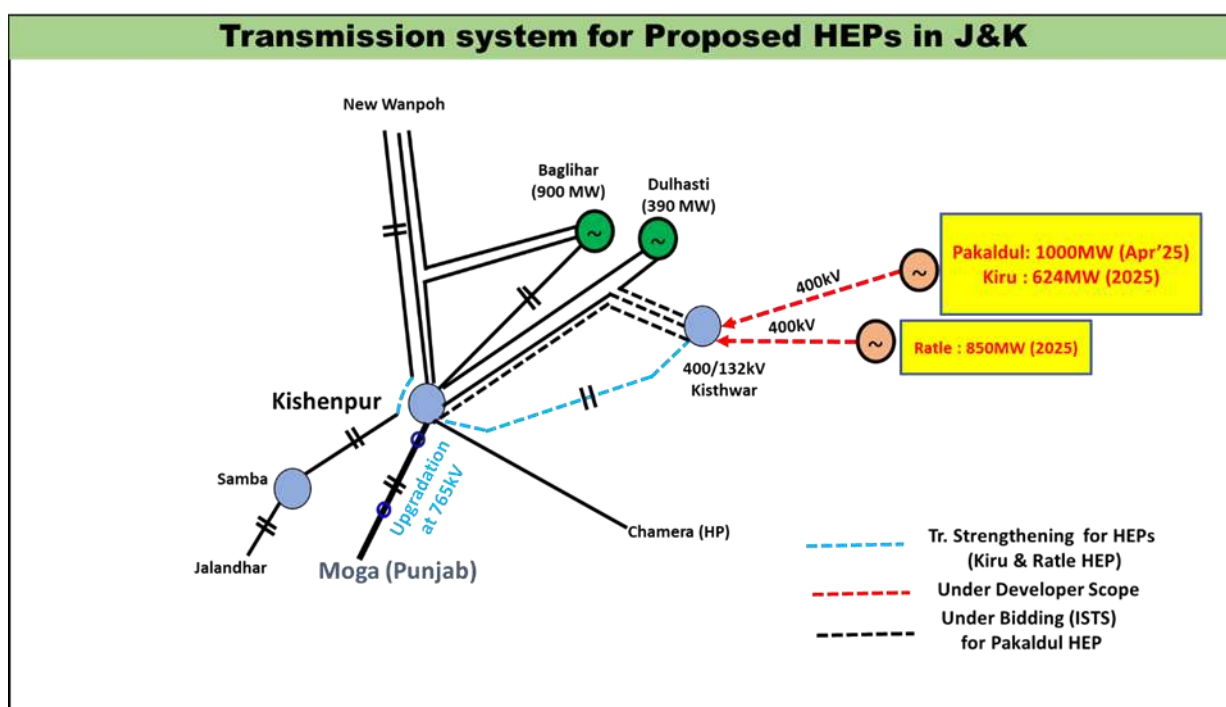 Transmission system for Proposed HEPs in J&K
New Wanpoh
Baglihar
(900 MW)
Dulhasti
(390 MW)
Pakaldul: 1000MW (Apr'25)
Kiru : 624MW (2025)
400kV
400kV
Ratle : 850MW (2025)
400/132kV
Kisthwar
Kishenpur
Samba
Upgradation
at 765kV
Chamera (HP)
Jalandhar
Moga (Punjab)
Tr. Strengthening for HEPs
(Kiru & Ratle HEP)
Under Developer Scope
Under Bidding (ISTS)
for Pakaldul HEP